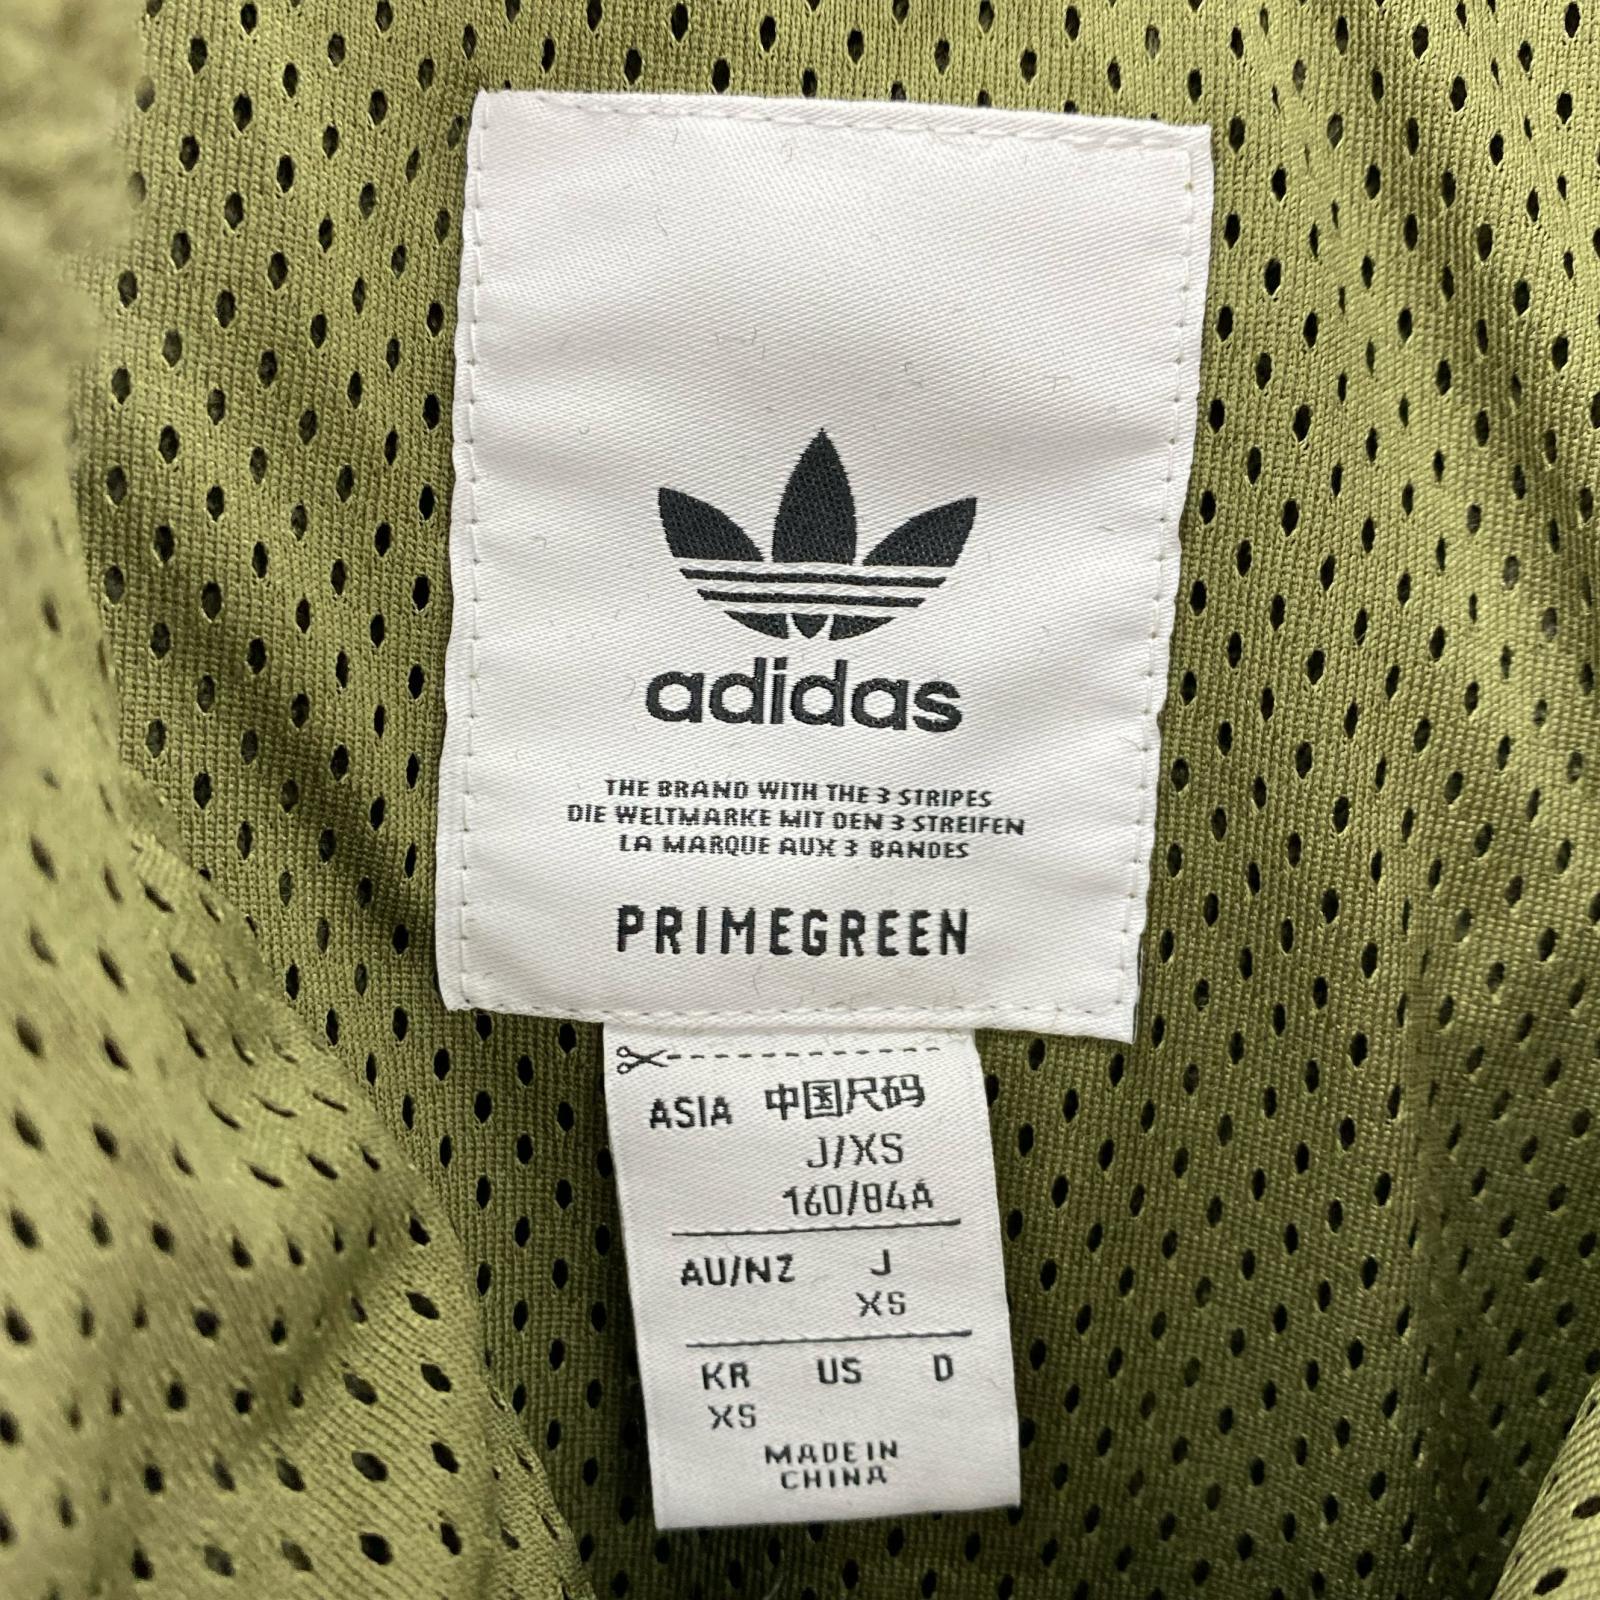 adidas
THE BRAND WITH THE 3 STRIPES
DIE WELTMARKE MIT DEN 3 STREIFEN
LA MARQUE AUX 3 BANDES
PRIMEGREEN
ASIA 中国尺码
J/XS
160/84A
AU/NZ J
XS
KR US D
XS
MADE IN
CHINA